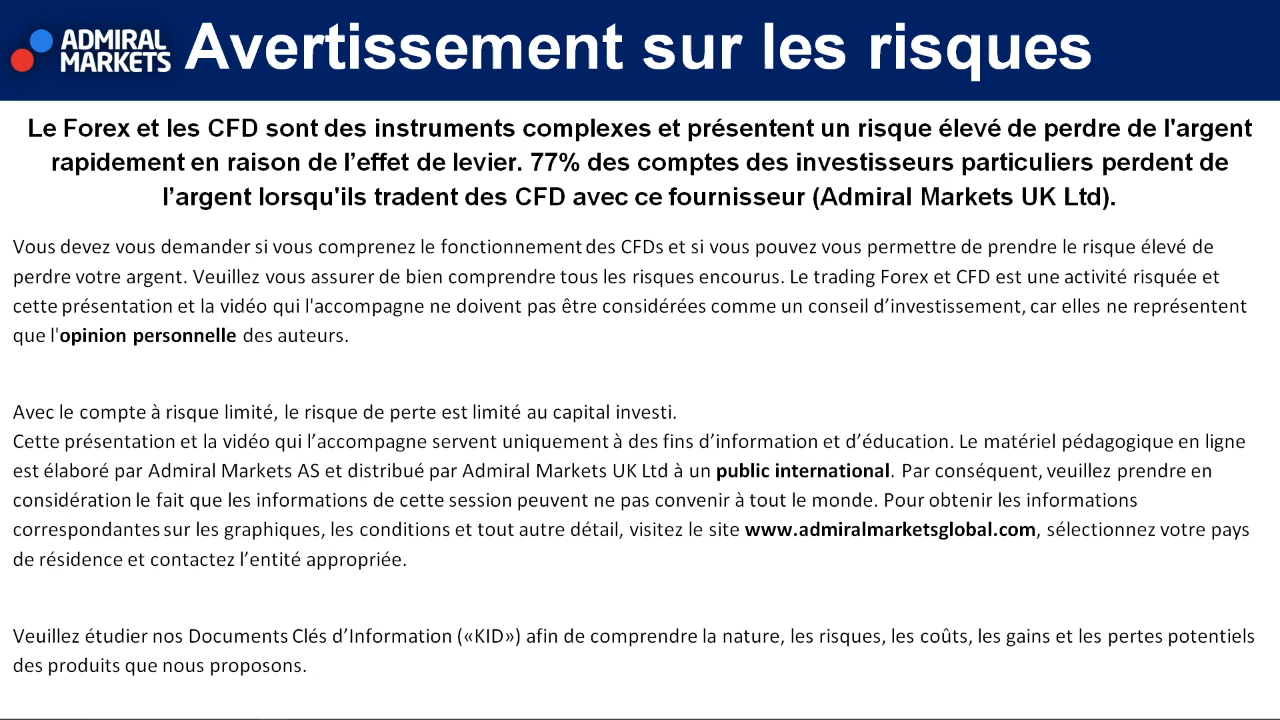 ADMIRAL
MARKETS
Avertissement sur les risques
Le Forex et les CFD sont des instruments complexes et présentent un risque élevé de perdre de l'argent
rapidement en raison de l’effet de levier. 77% des comptes des investisseurs particuliers perdent de
l’argent lorsqu'ils tradent des CFD avec ce fournisseur (Admiral Markets UK Ltd).
Vous devez vous demander si vous comprenez le fonctionnement des CFDs et si vous pouvez vous permettre de prendre le risque élevé de
perdre votre argent. Veuillez vous assurer de bien comprendre tous les risques encourus. Le trading Forex et CFD est une activité risquée et
cette présentation et la vidéo qui l'accompagne ne doivent pas être considérées comme un conseil d’investissement, car elles ne représentent
que l'opinion personnelle des auteurs.
Avec le compte à risque limité, le risque de perte est limité au capital investi.
Cette présentation et la vidéo qui l’accompagne servent uniquement à des fins d’information et d’éducation. Le matériel pédagogique en ligne
est élaboré par Admiral Markets AS et distribué par Admiral Markets UK Ltd à un public international. Par conséquent, veuillez prendre en
considération le fait que les informations de cette session peuvent ne pas convenir à tout le monde. Pour obtenir les informations
correspondantes sur les graphiques, les conditions et tout autre détail, visitez le site www.admiralmarketsglobal.com, sélectionnez votre pays
de résidence et contactez l’entité appropriée.
Veuillez étudier nos Documents Clés d’Information («KID») afin de comprendre la nature, les risques, les coûts, les gains et les pertes potentiels
des produits que nous proposons.